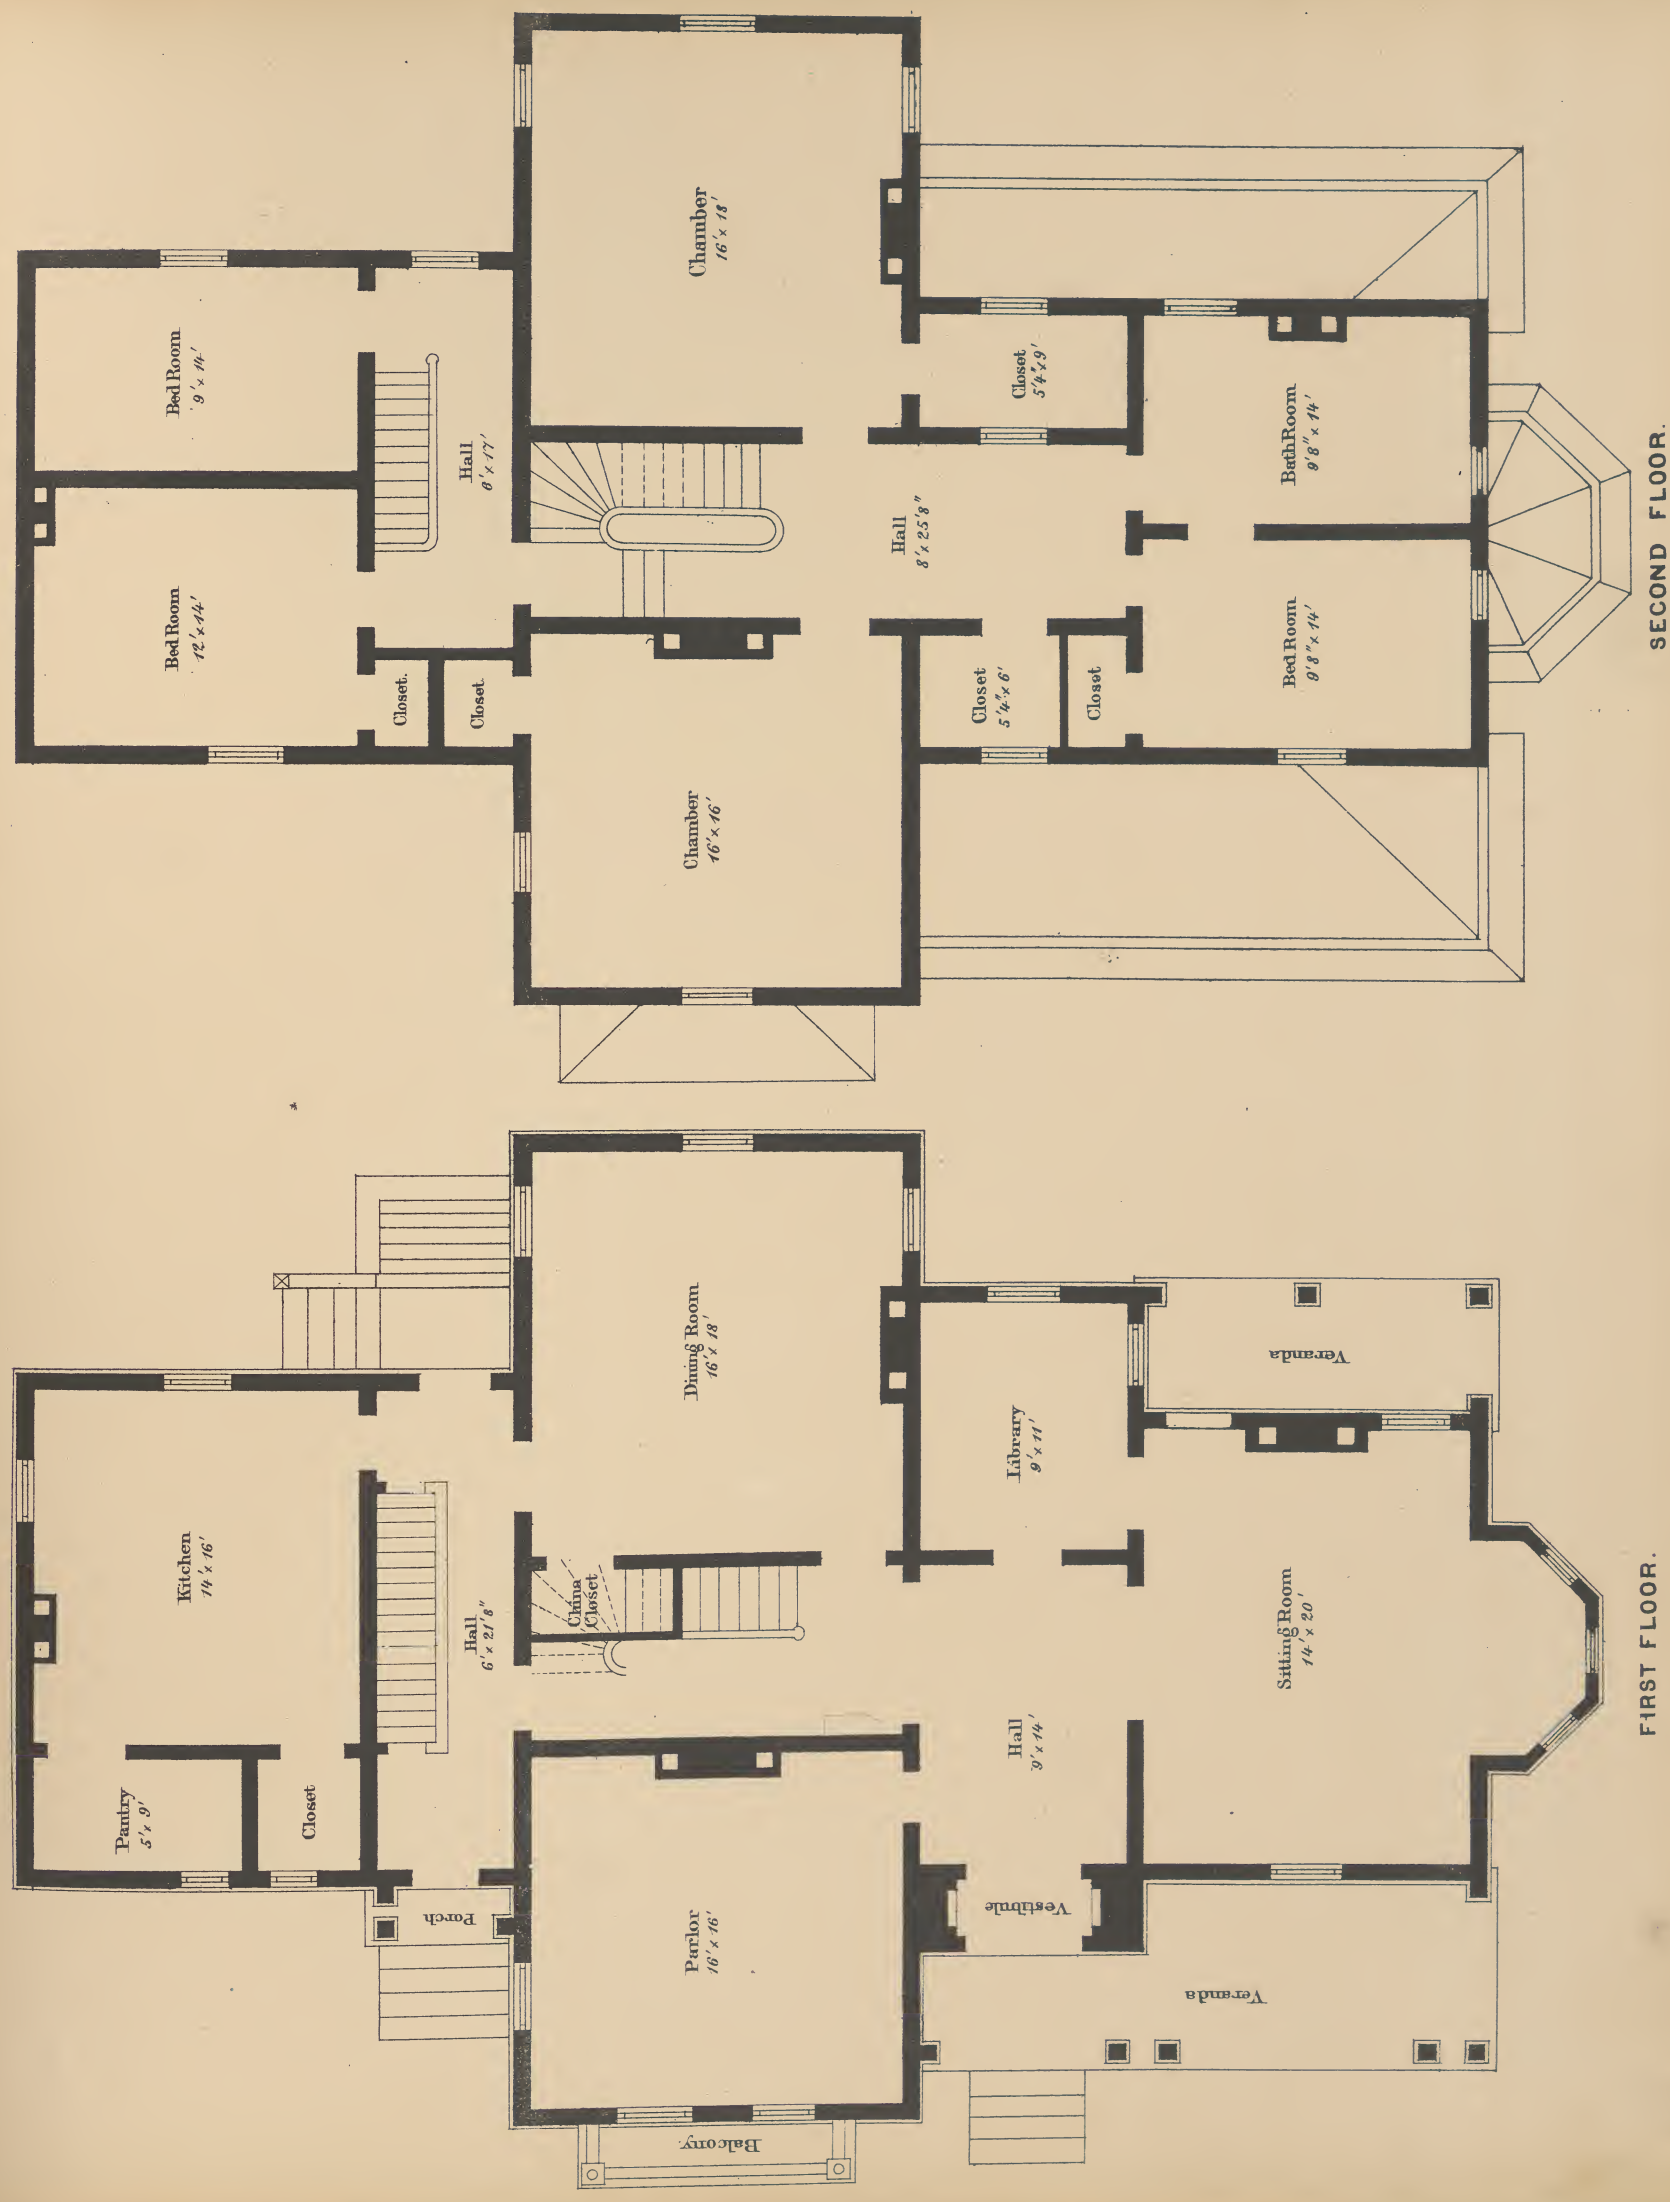 Bed Room
9' x 14'
Bed Room
12' x 14'
Hall
6' x 17'
Closet.
Closet.
Chamber
16' x 18'
Chamber
16' x 16'
Hall
8' x 25'8"
Closet
5'4" x 9'
Closet
5'4" x 6'
Closet
Bath Room
9'8" x 14'
Bed Room
9'8" x 14'
SECOND FLOOR.
Kitchen
14' x 16'
Pantry
5' x 9'
Closet
Hall
6' x 21'8"
Porch
China
Closet
Dining Room
16' x 18'
Parlor
16' x 16'
Balcony.
Library
9' x 11'
Hall
9' x 14'
Vestibule
Veranda
Sitting Room
14' x 20'
Veranda
FIRST FLOOR.